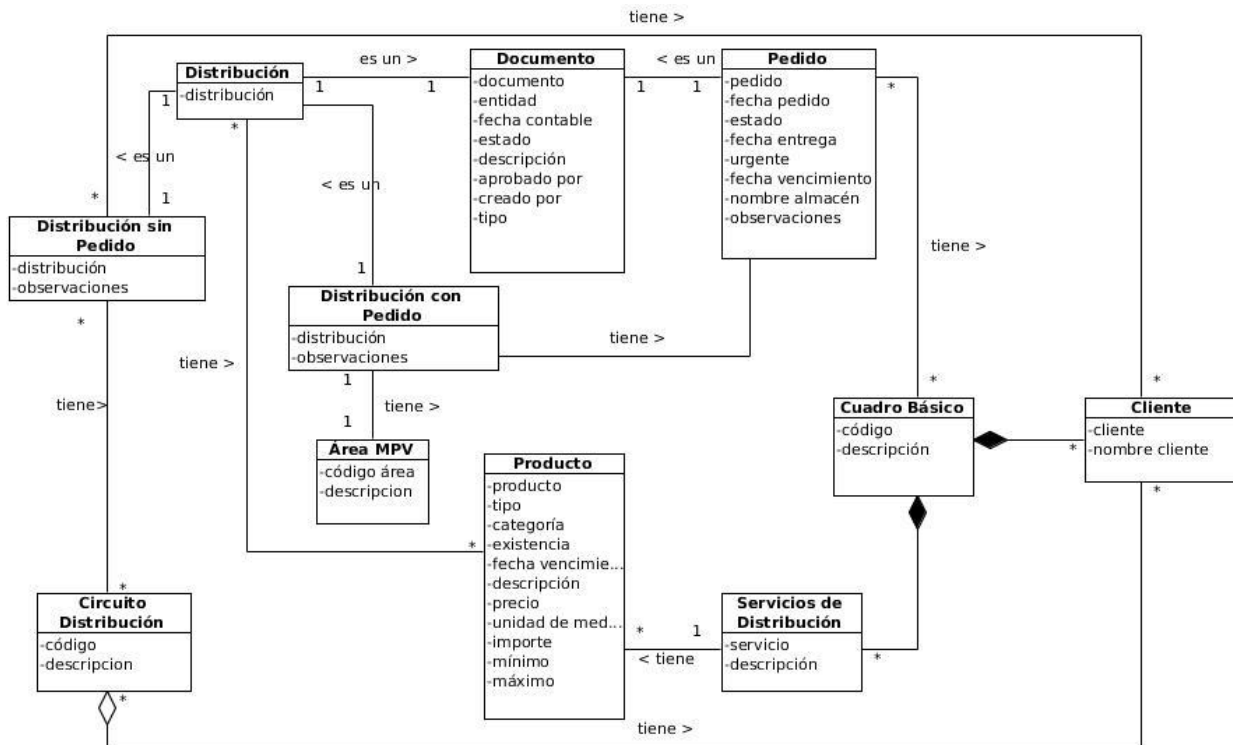 tiene >
Distribución
-distribución
es un >
1
1
Documento
-documento
-entidad
-fecha contable
-estado
-descripción
-aprobado por
-creado por
-tipo
< es un
1
1
Pedido
-pedido
-fecha pedido
-estado
-fecha entrega
-urgente
-fecha vencimiento
-nombre almacén
-observaciones
*
1
*
< es un
< es un
*
1
tiene >
Distribución sin
Pedido
-distribución
-observaciones
*
1
Distribución con
Pedido
-distribución
-observaciones
tiene >
tiene >
1
tiene >
1
tiene>
*
*
Cuadro Básico
-código
-descripción
Cliente
-cliente
-nombre cliente
*
*
Área MPV
-código área
-descripcion
Producto
-producto
-tipo
-categoría
-existencia
-fecha vencimie...
-descripción
-precio
-unidad de med...
-importe
-mínimo
-máximo
*
*
Circuito
Distribución
-código
-descripcion
*
*
1
< tiene
Servicios de
Distribución
-servicio
-descripción
*
tiene >